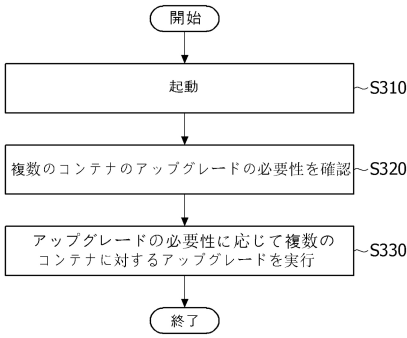 開始
起動
S310
複数のコンテナのアップグレードの必要性を確認
S320
アップグレードの必要性に応じて複数の
コンテナに対するアップグレードを実行
S330
終了